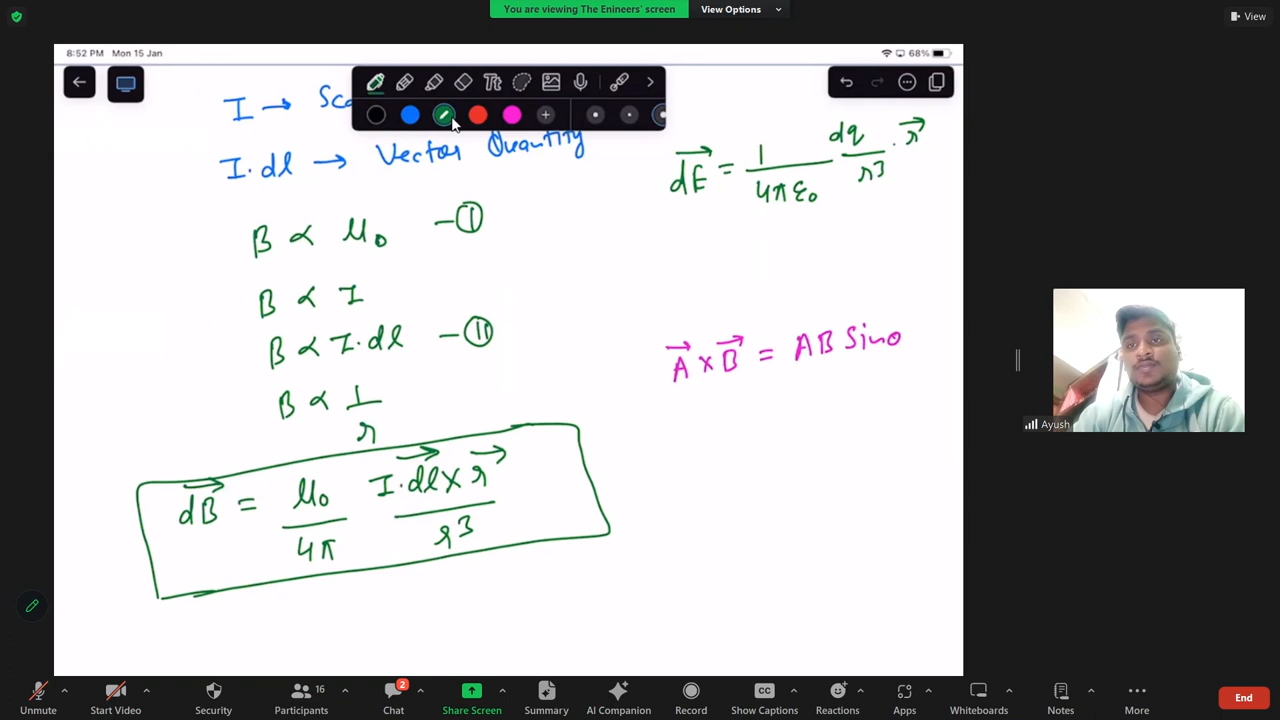 You are viewing The Enineers' screen
View Options
View
8:52 PM Mon 15 Jan
68%
I →
I·dl → Vector Quantity
B ∝ μ₀ - Ⅰ
B ∝ I
B ∝ I·dl - Ⅱ
B ∝ 1/r
dB⃗ = μ₀/4π I·dl⃗ × r⃗/r³
dE⃗ = 1/4πε₀ dq/r³ · r⃗
A⃗ × B⃗ = AB Sinθ
Ayush
Tt
Unmute
Start Video
Security
16
Participants
2
Chat
Share Screen
Summary
AI Companion
Record
CC
Show Captions
Reactions
Apps
Whiteboards
Notes
More
End